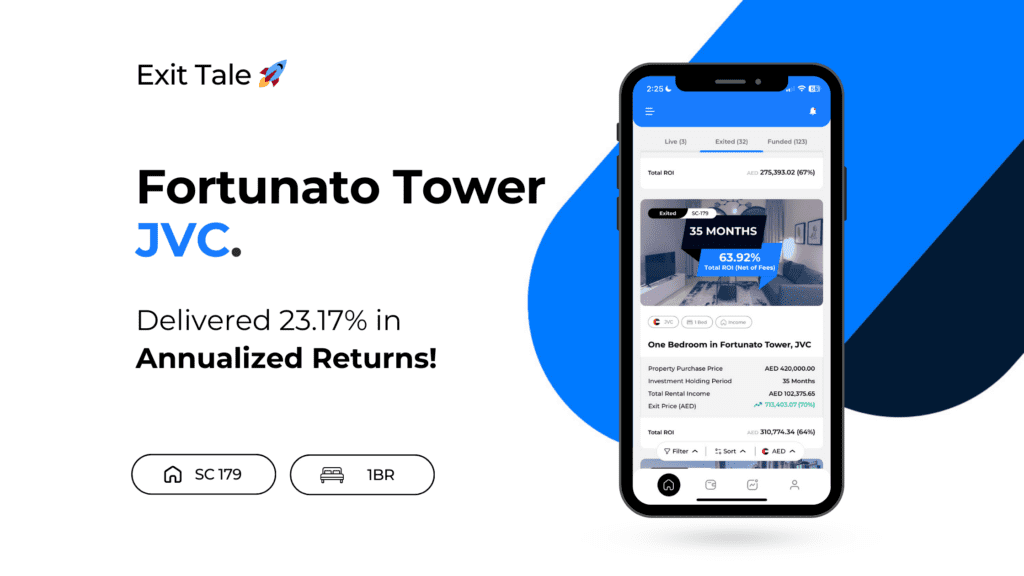 Exit Tale 🚀
Fortunato Tower
JVC.
Delivered 23.17% in
Annualized Returns!
SC 179
1BR
2:25
Live (3)
Exited (32)
Funded (123)
Total ROI
AED 275,393.02 (67%)
Exited
SC-179
35 MONTHS
63.92%
Total ROI (Net of Fees)
JVC
1 Bed
Income
One Bedroom in Fortunato Tower, JVC
Property Purchase Price
AED 420,000.00
Investment Holding Period
35 Months
Total Rental Income
AED 102,375.65
Exit Price (AED)
713,403.07 (70%)
Total ROI
AED 310,774.34 (64%)
Filter
Sort
AED